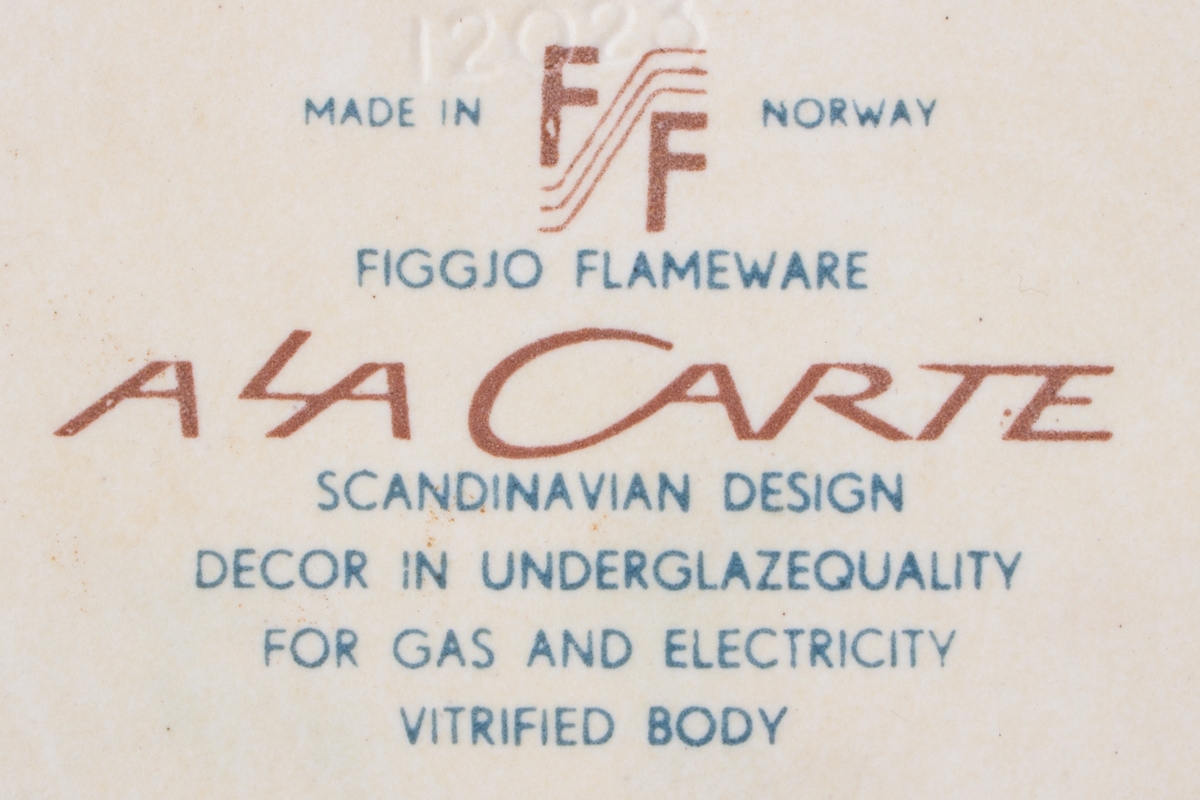 12023
MADE IN FF NORWAY
FIGGJO FLAMEWARE
A LA CARTE
SCANDINAVIAN DESIGN
DECOR IN UNDERGLAZEQUALITY
FOR GAS AND ELECTRICITY
VITRIFIED BODY